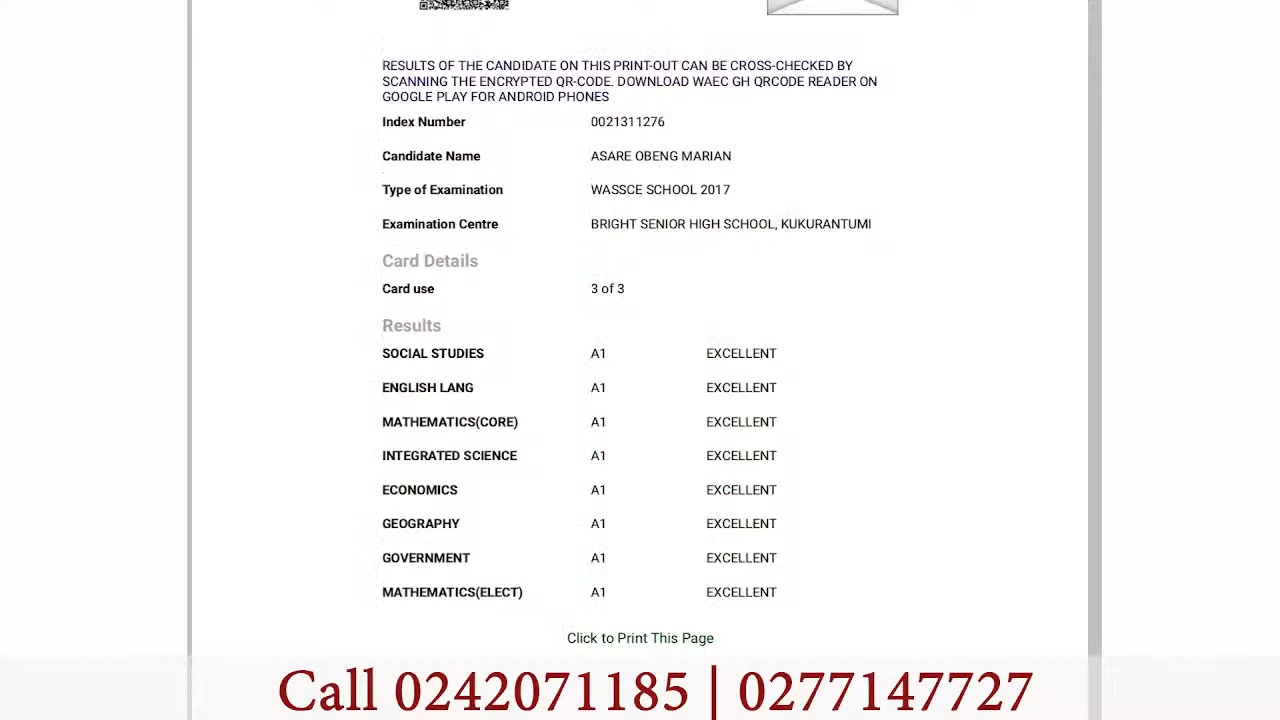 RESULTS OF THE CANDIDATE ON THIS PRINT-OUT CAN BE CROSS-CHECKED BY
SCANNING THE ENCRYPTED QR-CODE. DOWNLOAD WAEC GH QRCODE READER ON
GOOGLE PLAY FOR ANDROID PHONES
Index Number 0021311276
Candidate Name ASARE OBENG MARIAN
Type of Examination WASSCE SCHOOL 2017
Examination Centre BRIGHT SENIOR HIGH SCHOOL, KUKURANTUMI
Card Details
Card use 3 of 3
Results
SOCIAL STUDIES A1 EXCELLENT
ENGLISH LANG A1 EXCELLENT
MATHEMATICS(CORE) A1 EXCELLENT
INTEGRATED SCIENCE A1 EXCELLENT
ECONOMICS A1 EXCELLENT
GEOGRAPHY A1 EXCELLENT
GOVERNMENT A1 EXCELLENT
MATHEMATICS(ELECT) A1 EXCELLENT
Click to Print This Page
Call 0242071185 | 0277147727